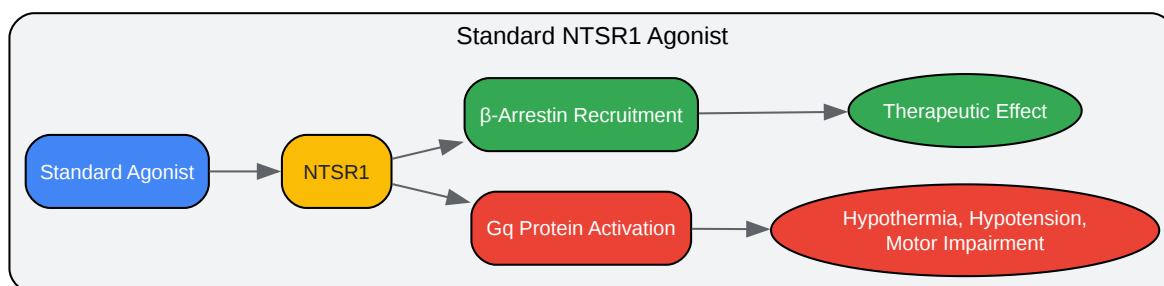 Standard NTSR1 Agonist
β-Arrestin Recruitment
Therapeutic Effect
Standard Agonist
NTSR1
Gq Protein Activation
Hypothermia, Hypotension,
Motor Impairment